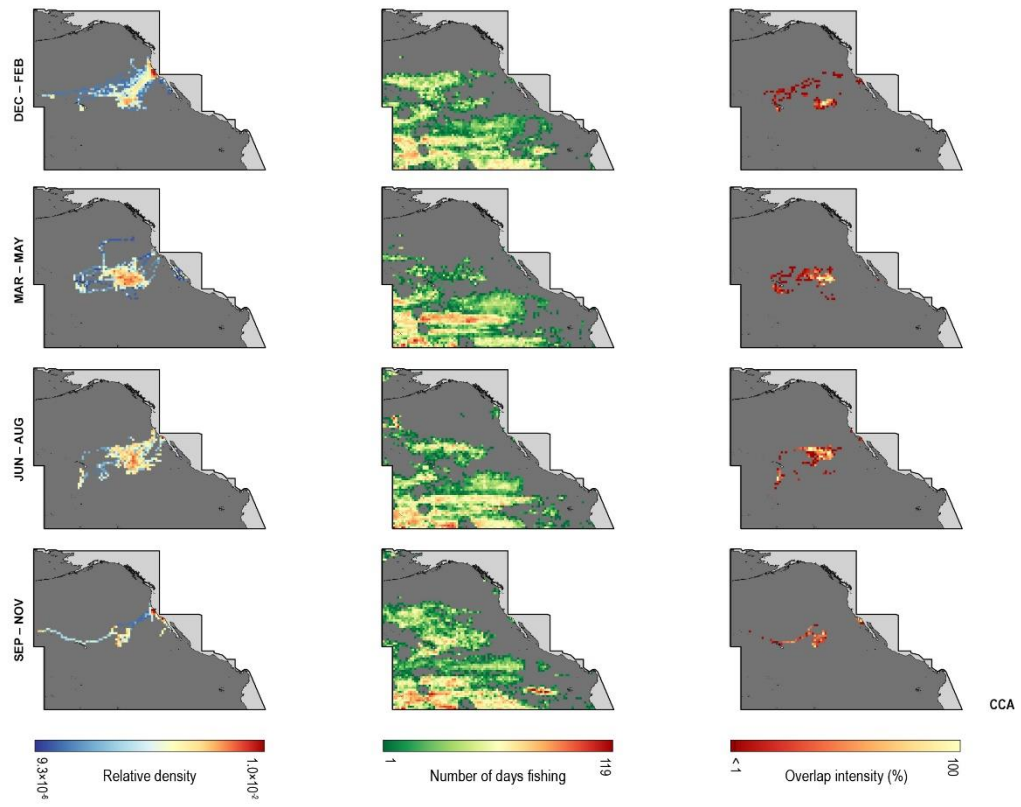 DEC – FEB
MAR – MAY
JUN – AUG
SEP – NOV
CCA
9.3×10⁻⁶
Relative density
1.0×10⁻²
1
Number of days fishing
119
<1
Overlap intensity (%)
100